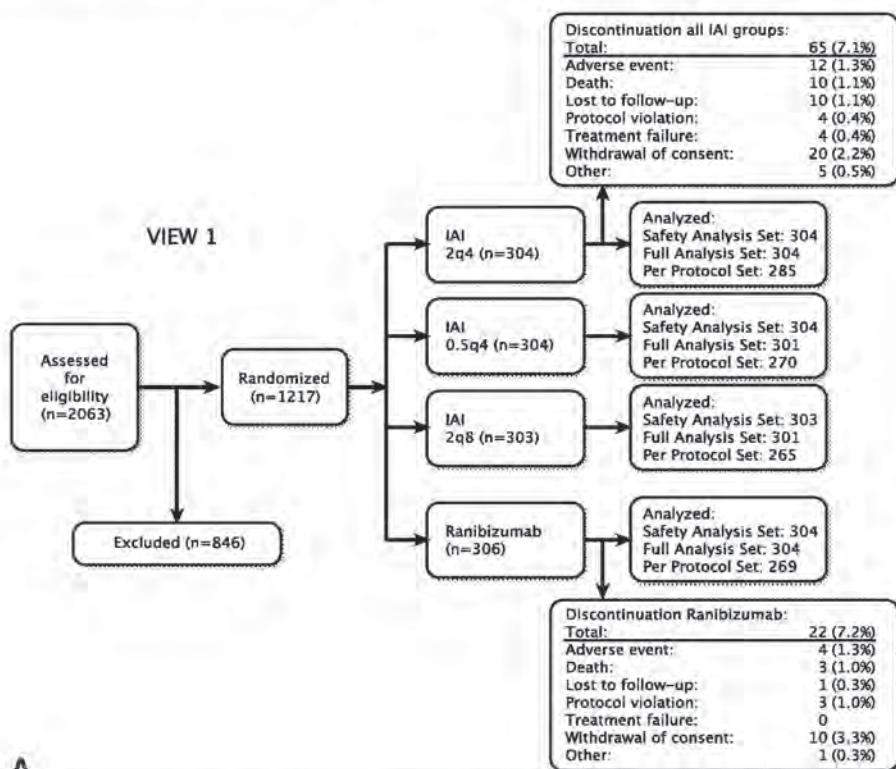 Discontinuation all IAI groups:
Total: 65 (7.1%)
Adverse event: 12 (1.3%)
Death: 10 (1.1%)
Lost to follow-up: 10 (1.1%)
Protocol violation: 4 (0.4%)
Treatment failure: 4 (0.4%)
Withdrawal of consent: 20 (2.2%)
Other: 5 (0.5%)
VIEW 1
IAI
2q4 (n=304)
Analyzed:
Safety Analysis Set: 304
Full Analysis Set: 304
Per Protocol Set: 285
Assessed
for
eligibility
(n=2063)
Randomized
(n=1217)
IAI
0.5q4 (n=304)
Analyzed:
Safety Analysis Set: 304
Full Analysis Set: 301
Per Protocol Set: 270
IAI
2q8 (n=303)
Analyzed:
Safety Analysis Set: 303
Full Analysis Set: 301
Per Protocol Set: 265
Excluded (n=846)
Ranibizumab
(n=306)
Analyzed:
Safety Analysis Set: 304
Full Analysis Set: 304
Per Protocol Set: 269
Discontinuation Ranibizumab:
Total: 22 (7.2%)
Adverse event: 4 (1.3%)
Death: 3 (1.0%)
Lost to follow-up: 1 (0.3%)
Protocol violation: 3 (1.0%)
Treatment failure: 0
Withdrawal of consent: 10 (3.3%)
Other: 1 (0.3%)